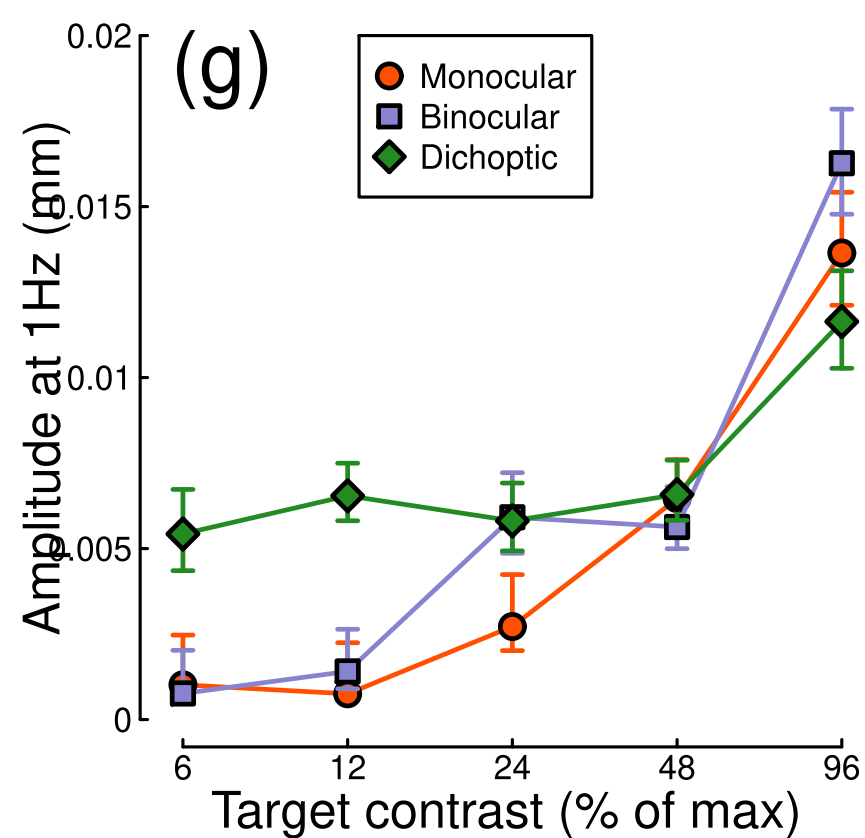 (g)
Monocular
Binocular
Dichoptic
Amplitude at 1Hz (mm)
0.02
0.015
0.01
0.005
0
6 12 24 48 96
Target contrast (% of max)